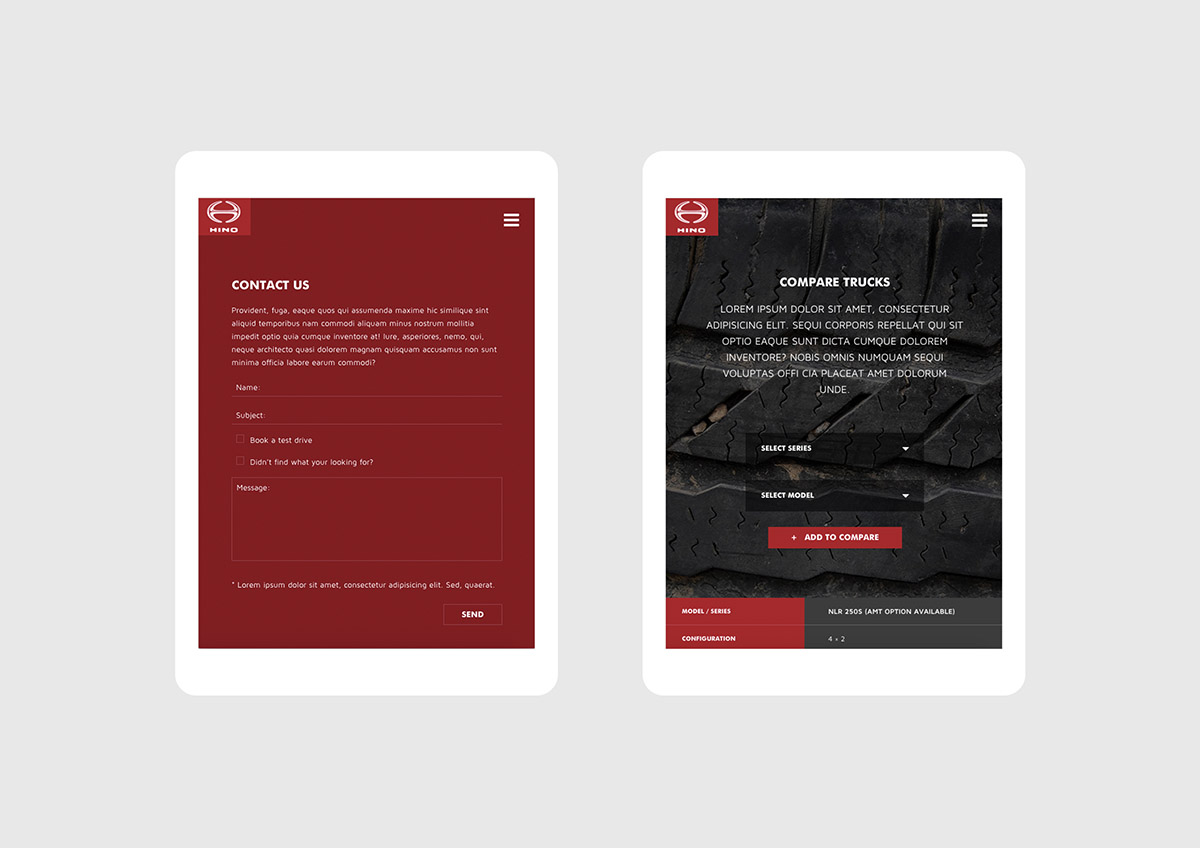 HINO
CONTACT US
Provident, fuga, eaque quos qui assumenda maxime hic similique sint
aliquid temporibus nam commodi aliquam minus nostrum mollitia
impedit optio quia cumque inventore at! Iure, asperiores, nemo, qui,
neque architecto quasi dolorem magnam quisquam accusamus non sunt
minima officia labore earum commodi?
Name:
Subject:
Book a test drive
Didn't find what your looking for?
Message:
* Lorem ipsum dolor sit amet, consectetur adipisicing elit. Sed, quaerat.
SEND
HINO
COMPARE TRUCKS
LOREM IPSUM DOLOR SIT AMET, CONSECTETUR
ADIPISICING ELIT. SEQUI CORPORIS REPELLAT QUI SIT
OPTIO EAQUE SUNT DICTA CUMQUE DOLOREM
INVENTORE? NOBIS OMNIS NUMQUAM SEQUI
VOLUPTAS OFFI CIA PLACEAT AMET DOLORUM
UNDE.
SELECT SERIES
SELECT MODEL
+ ADD TO COMPARE
MODEL / SERIES
NLR 250S (AMT OPTION AVAILABLE)
CONFIGURATION
4 × 2